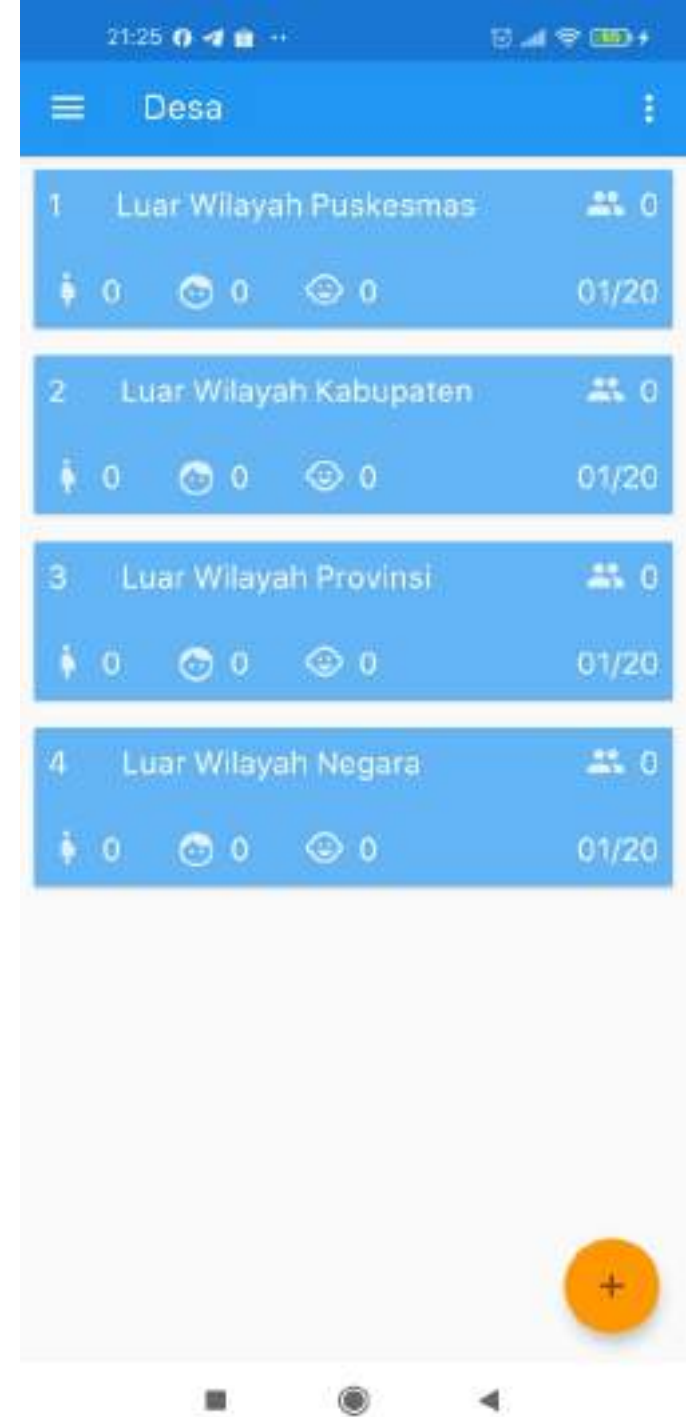 21:25
Desa
1 Luar Wilayah Puskesmas 0
0 0 0 01/20
2 Luar Wilayah Kabupaten 0
0 0 0 01/20
3 Luar Wilayah Provinsi 0
0 0 0 01/20
4 Luar Wilayah Negara 0
0 0 0 01/20
+